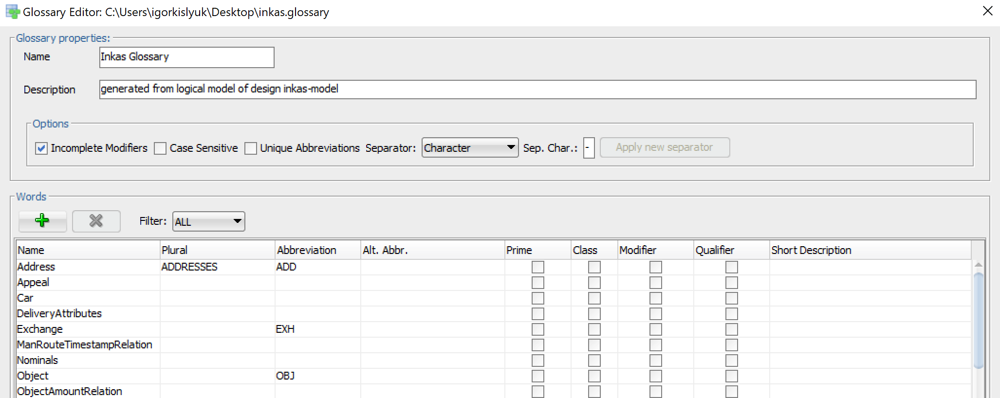 Glossary Editor: C:\Users\igorkislyuk\Desktop\inkas.glossary
Glossary properties:
Name Inkas Glossary
Description generated from logical model of design inkas-model
Options
Incomplete Modifiers Case Sensitive Unique Abbreviations Separator: Character Sep. Char.: - Apply new separator
Words
Filter: ALL
Name Plural Abbreviation Alt. Abbr. Prime Class Modifier Qualifier Short Description
Address ADDRESSES ADD
Appeal
Car
DeliveryAttributes
Exchange EXH
ManRouteTimestampRelation
Nominals
Object OBJ
ObjectAmountRelation